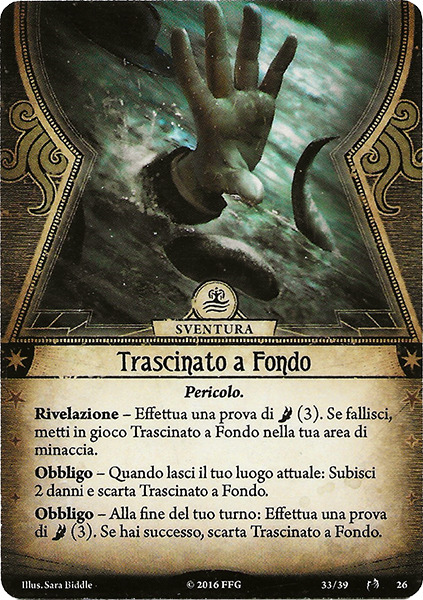 SVENTURA
Trascinato a Fondo
Pericolo.
Rivelazione – Effettua una prova di (3). Se fallisci,
metti in gioco Trascinato a Fondo nella tua area di
minaccia.
Obbligo – Quando lasci il tuo luogo attuale: Subisci
2 danni e scarta Trascinato a Fondo.
Obbligo – Alla fine del tuo turno: Effettua una prova
di (3). Se hai successo, scarta Trascinato a Fondo.
Illus. Sara Biddle © 2016 FFG 33/39 26